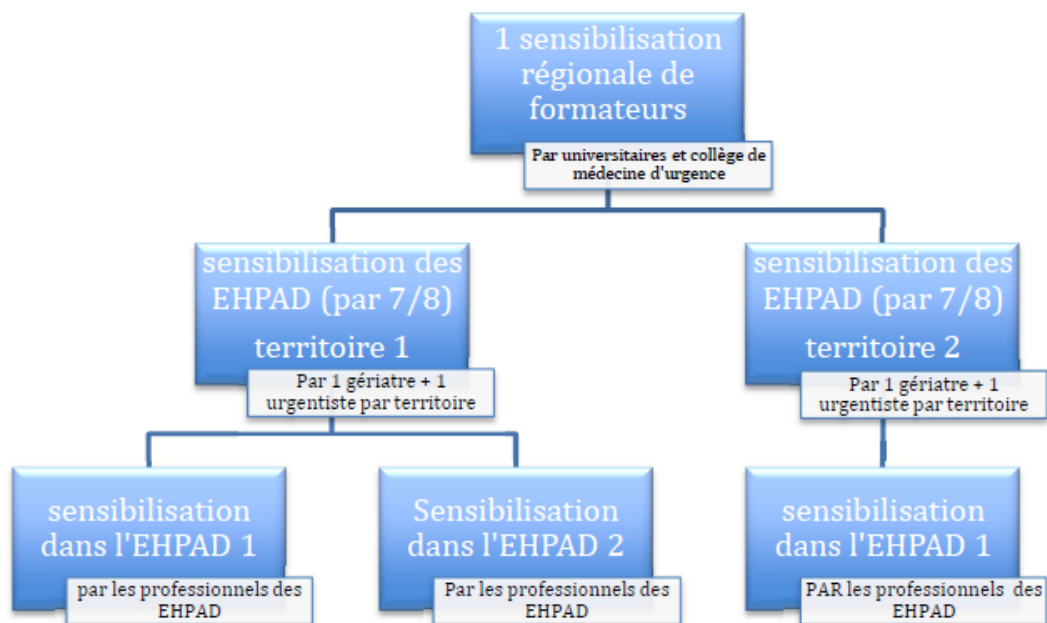 1 sensibilisation
régionale de
formateurs
Par universitaires et collège de
médecine d'urgence
sensibilisation des
EHPAD (par 7/8)
territoire 1
Par 1 gériatre + 1
urgentiste par territoire
sensibilisation des
EHPAD (par 7/8)
territoire 2
Par 1 gériatre + 1
urgentiste par territoire
sensibilisation
dans l'EHPAD 1
par les professionnels des
EHPAD
Sensibilisation
dans l'EHPAD 2
Par les professionnels des
EHPAD
sensibilisation
dans l'EHPAD 1
PAR les professionnels des
EHPAD